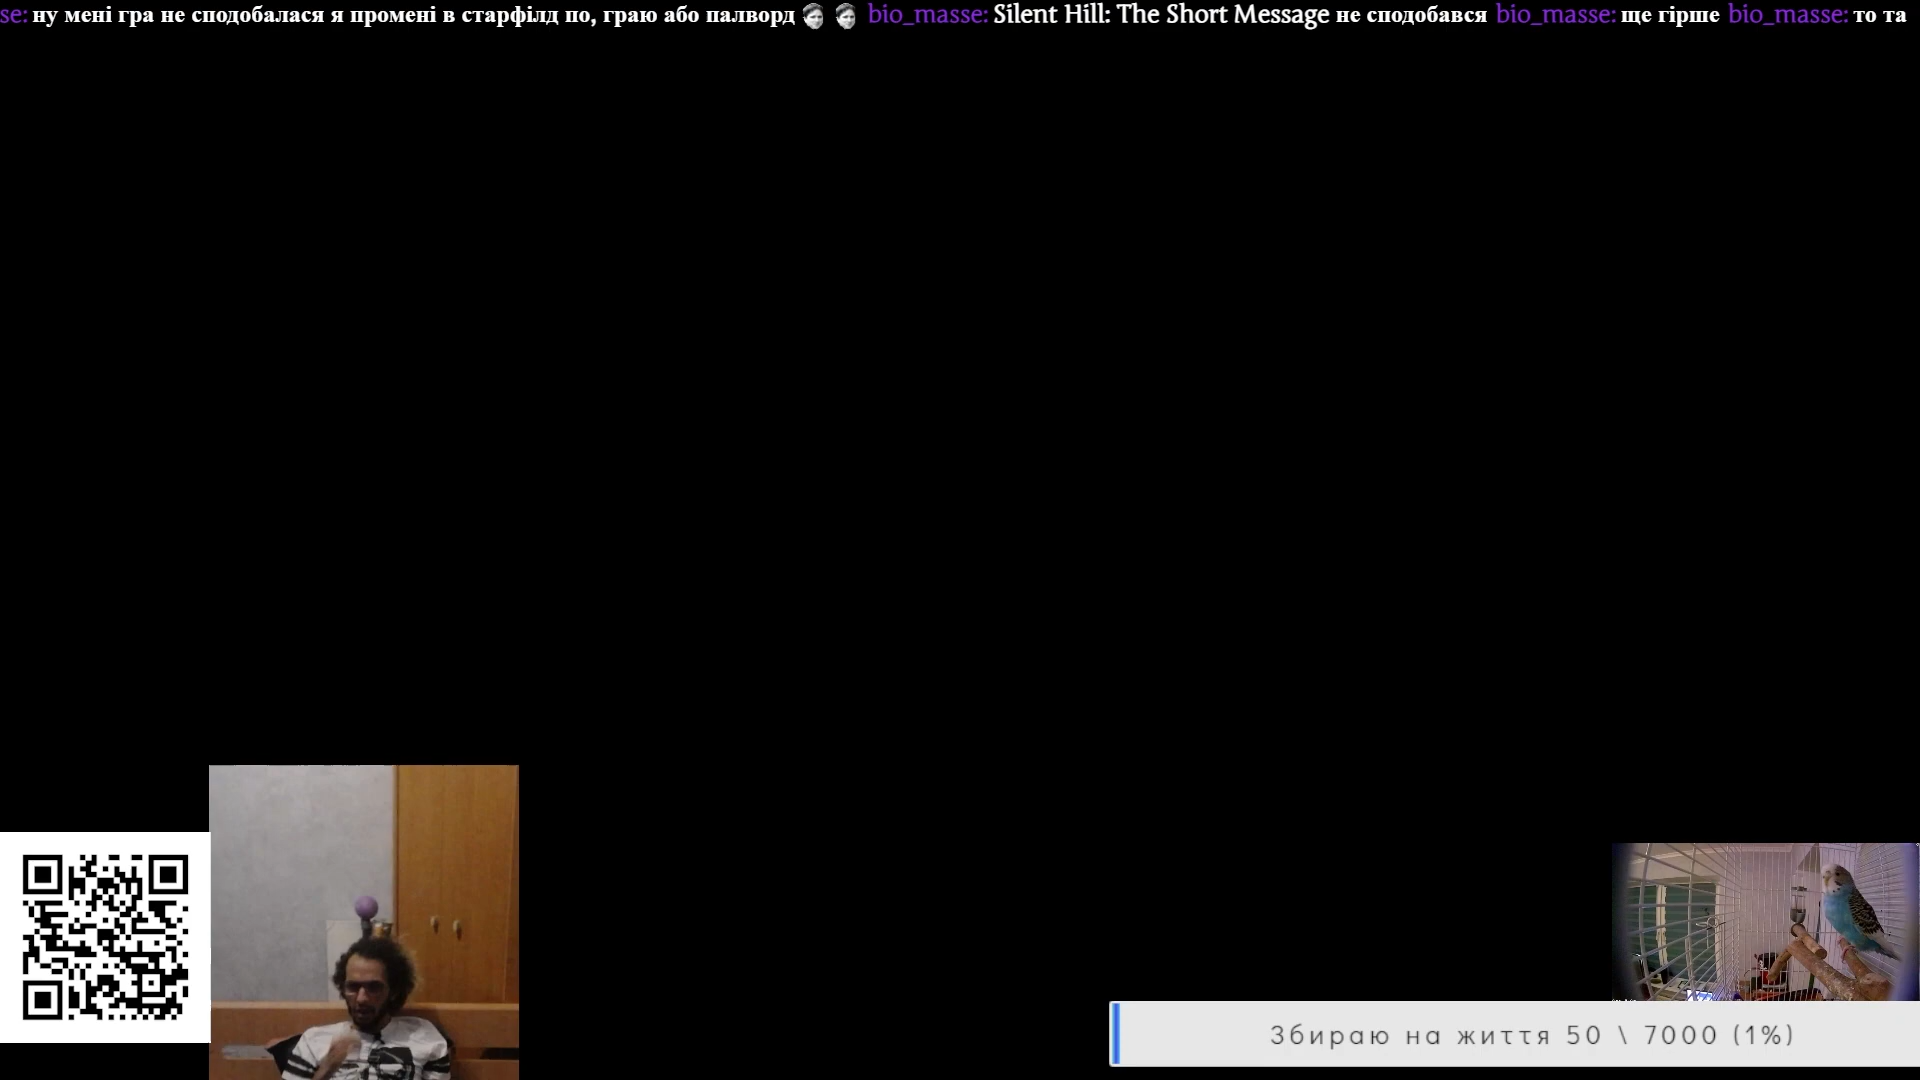 se: ну мені гра не сподобалася я промені в старфілд по, граю або палворд bio_masse: Silent Hill: The Short Message не сподобався bio_masse: ще гірше bio_masse: то та
Збираю на життя 50 \ 7000 (1%)